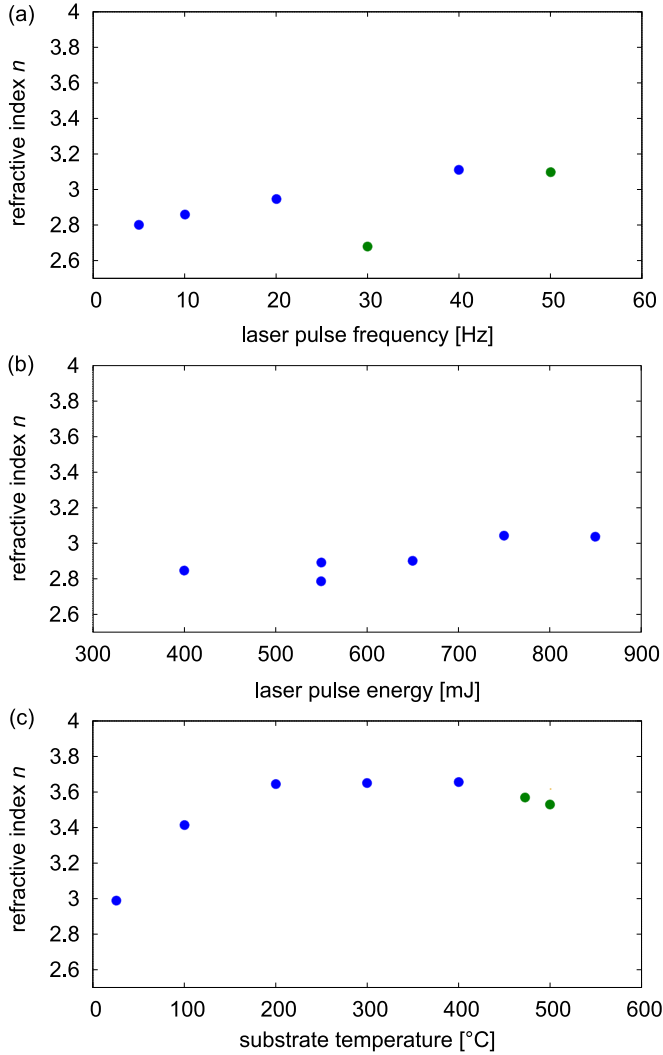 (a)
4
3.8
3.6
3.4
3.2
3
2.8
2.6
refractive index n
0 10 20 30 40 50 60
laser pulse frequency [Hz]
(b)
4
3.8
3.6
3.4
3.2
3
2.8
2.6
refractive index n
300 400 500 600 700 800 900
laser pulse energy [mJ]
(c)
4
3.8
3.6
3.4
3.2
3
2.8
2.6
refractive index n
0 100 200 300 400 500 600
substrate temperature [°C]